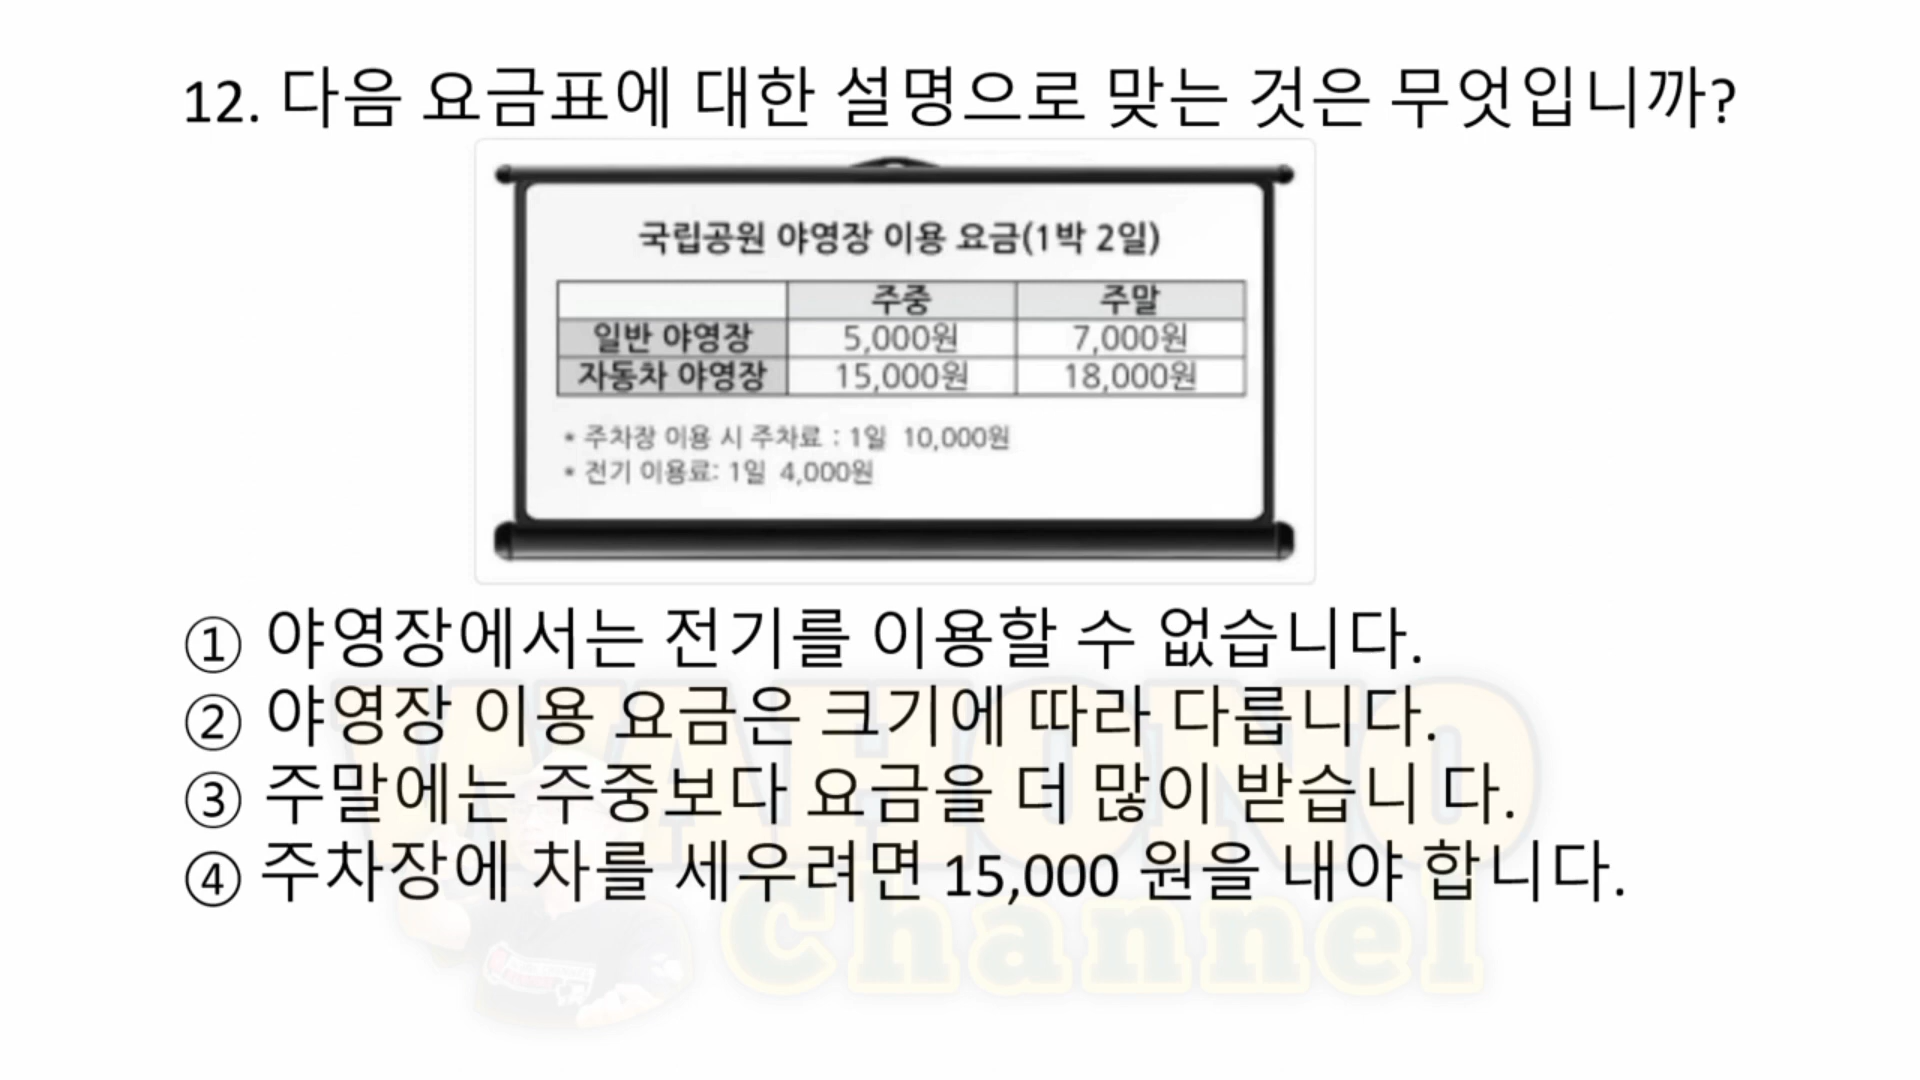 12. 다음 요금표에 대한 설명으로 맞는 것은 무엇입니까?
국립공원 야영장 이용 요금(1박 2일)
주중 주말
일반 야영장 5,000원 7,000원
자동차 야영장 15,000원 18,000원
* 주차장 이용 시 주차료 : 1일 10,000원
* 전기 이용료: 1일 4,000원
① 야영장에서는 전기를 이용할 수 없습니다.
② 야영장 이용 요금은 크기에 따라 다릅니다.
③ 주말에는 주중보다 요금을 더 많이 받습니다.
④ 주차장에 차를 세우려면 15,000 원을 내야 합니다.
WAHONO
Channel